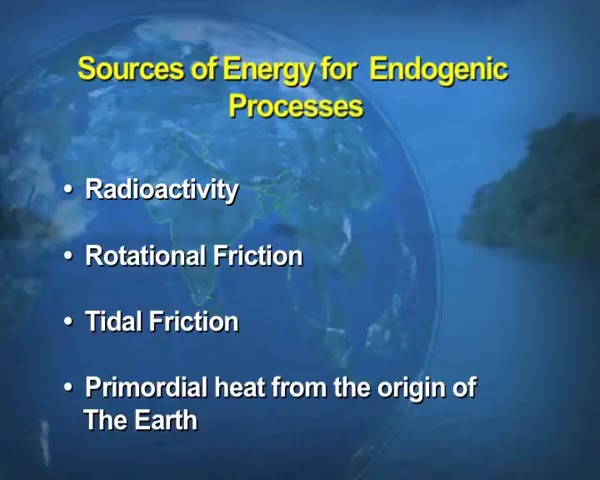 Sources of Energy for Endogenic
Processes
• Radioactivity
• Rotational Friction
• Tidal Friction
• Primordial heat from the origin of
The Earth